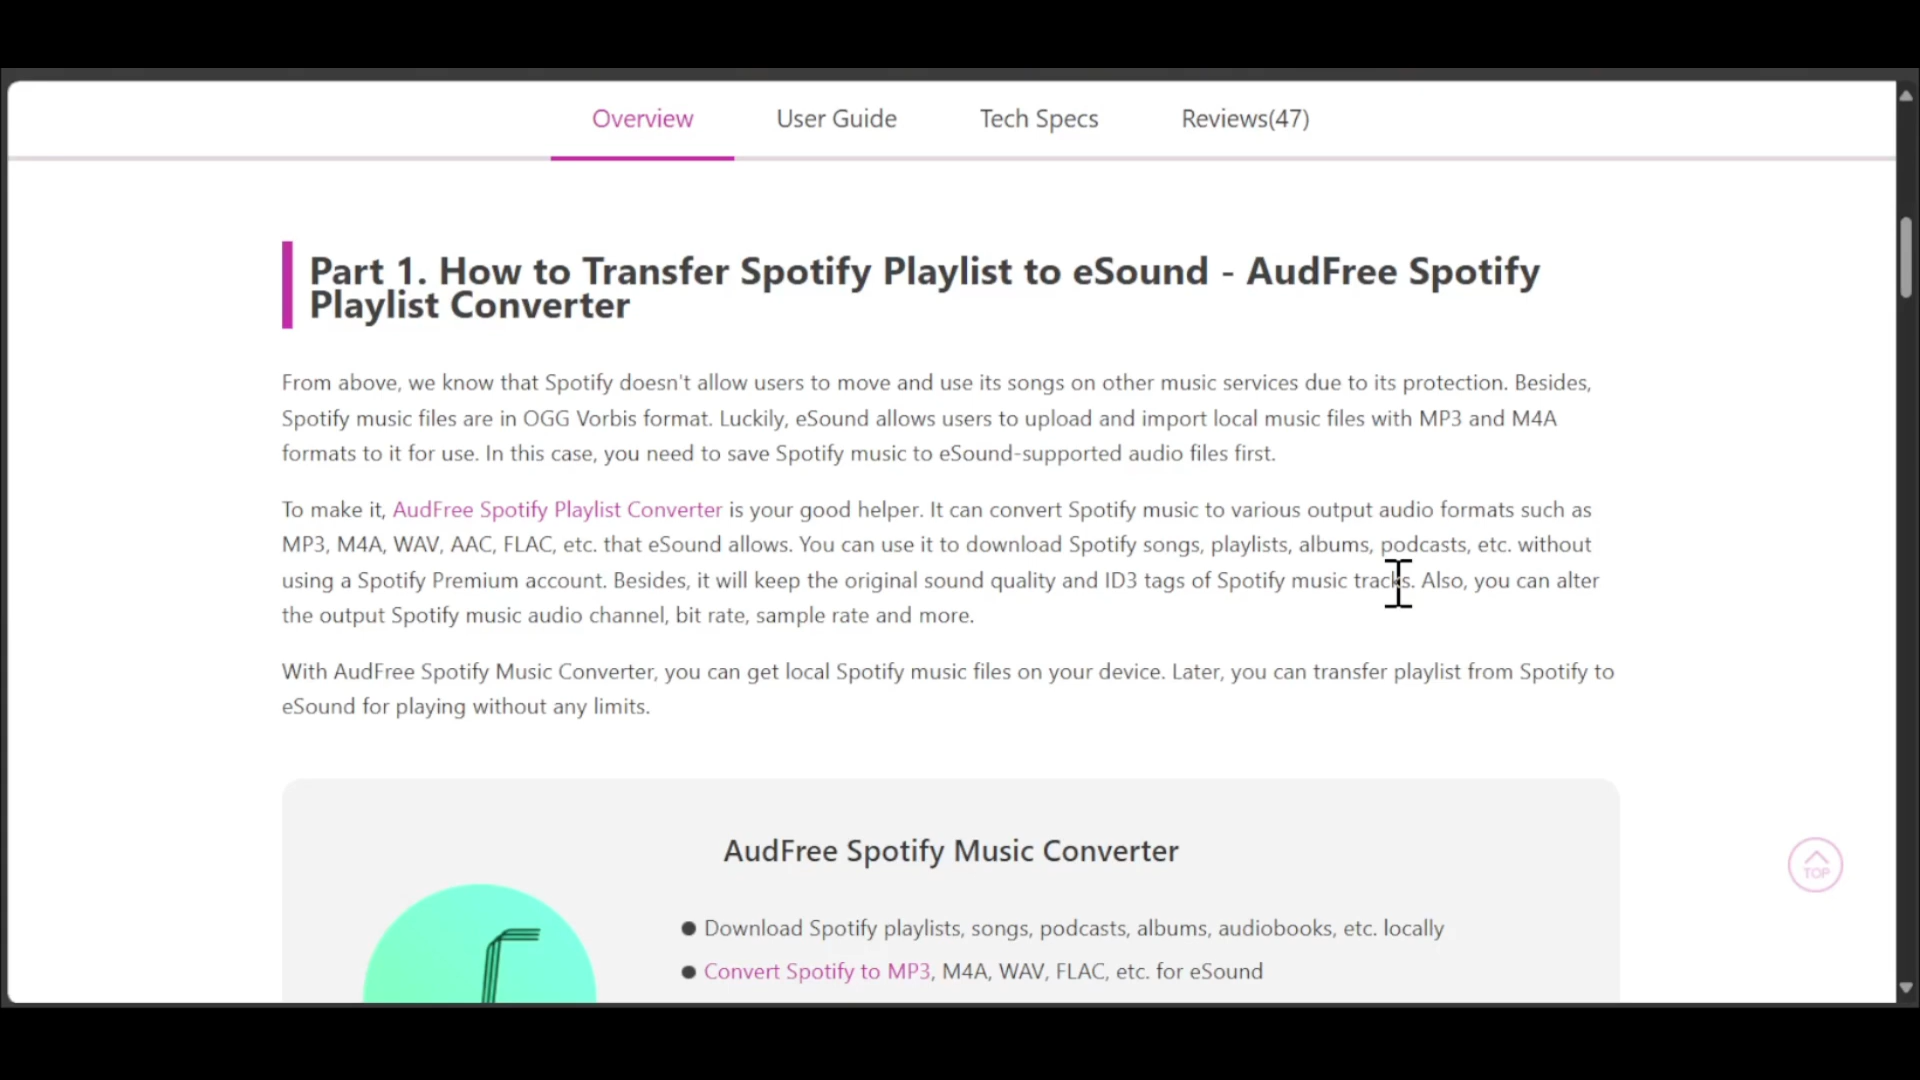 Overview User Guide Tech Specs Reviews(47)
Part 1. How to Transfer Spotify Playlist to eSound - AudFree Spotify
Playlist Converter
From above, we know that Spotify doesn't allow users to move and use its songs on other music services due to its protection. Besides,
Spotify music files are in OGG Vorbis format. Luckily, eSound allows users to upload and import local music files with MP3 and M4A
formats to it for use. In this case, you need to save Spotify music to eSound-supported audio files first.
To make it, AudFree Spotify Playlist Converter is your good helper. It can convert Spotify music to various output audio formats such as
MP3, M4A, WAV, AAC, FLAC, etc. that eSound allows. You can use it to download Spotify songs, playlists, albums, podcasts, etc. without
using a Spotify Premium account. Besides, it will keep the original sound quality and ID3 tags of Spotify music tracks. Also, you can alter
the output Spotify music audio channel, bit rate, sample rate and more.
With AudFree Spotify Music Converter, you can get local Spotify music files on your device. Later, you can transfer playlist from Spotify to
eSound for playing without any limits.
AudFree Spotify Music Converter
TOP
● Download Spotify playlists, songs, podcasts, albums, audiobooks, etc. locally
● Convert Spotify to MP3, M4A, WAV, FLAC, etc. for eSound